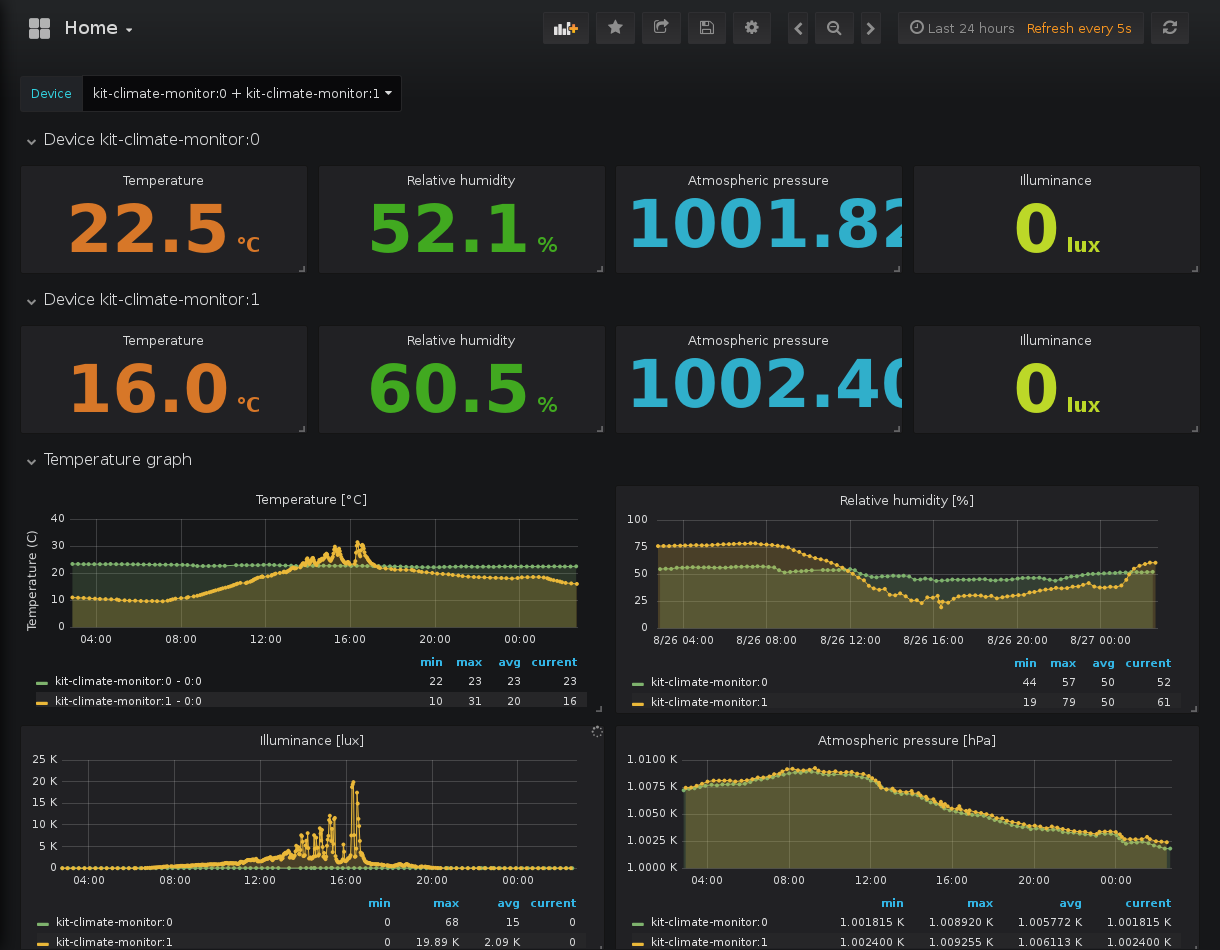 Home
Last 24 hours Refresh every 5s
Device kit-climate-monitor:0 + kit-climate-monitor:1
Device kit-climate-monitor:0
Temperature Relative humidity Atmospheric pressure Illuminance
22.5 °C 52.1 % 1001.82 0 lux
Device kit-climate-monitor:1
Temperature Relative humidity Atmospheric pressure Illuminance
16.0 °C 60.5 % 1002.40 0 lux
Temperature graph
Temperature [°C]
Temperature (C)
40
30
20
10
0
04:00 08:00 12:00 16:00 20:00 00:00
min max avg current
kit-climate-monitor:0 - 0:0 22 23 23 23
kit-climate-monitor:1 - 0:0 10 31 20 16
Relative humidity [%]
100
75
50
25
0
8/26 04:00 8/26 08:00 8/26 12:00 8/26 16:00 8/26 20:00 8/27 00:00
min max avg current
kit-climate-monitor:0 44 57 50 52
kit-climate-monitor:1 19 79 50 61
Illuminance [lux]
25 K
20 K
15 K
10 K
5 K
0
04:00 08:00 12:00 16:00 20:00 00:00
min max avg current
kit-climate-monitor:0 0 68 15 0
kit-climate-monitor:1 0 19.89 K 2.09 K 0
Atmospheric pressure [hPa]
1.0100 K
1.0075 K
1.0050 K
1.0025 K
1.0000 K
04:00 08:00 12:00 16:00 20:00 00:00
min max avg current
kit-climate-monitor:0 1.001815 K 1.008920 K 1.005772 K 1.001815 K
kit-climate-monitor:1 1.002400 K 1.009255 K 1.006113 K 1.002400 K